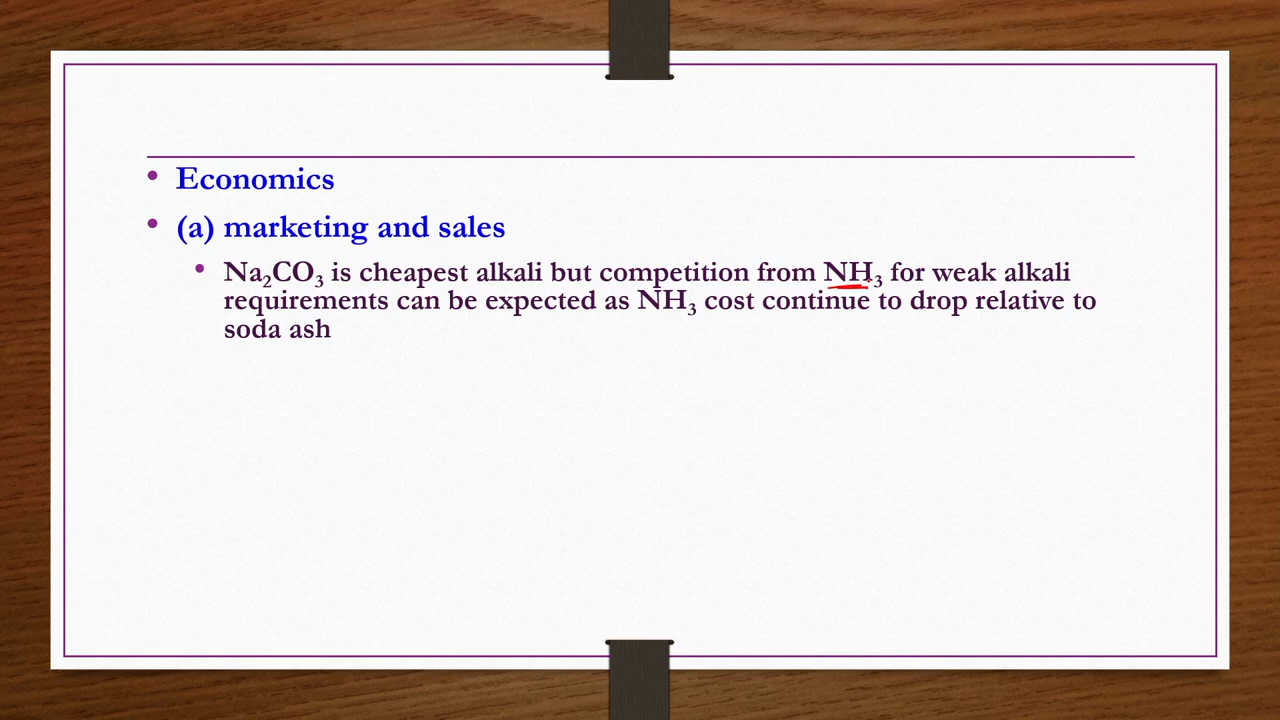 • Economics
• (a) marketing and sales
• Na₂CO₃ is cheapest alkali but competition from NH₃ for weak alkali
requirements can be expected as NH₃ cost continue to drop relative to
soda ash